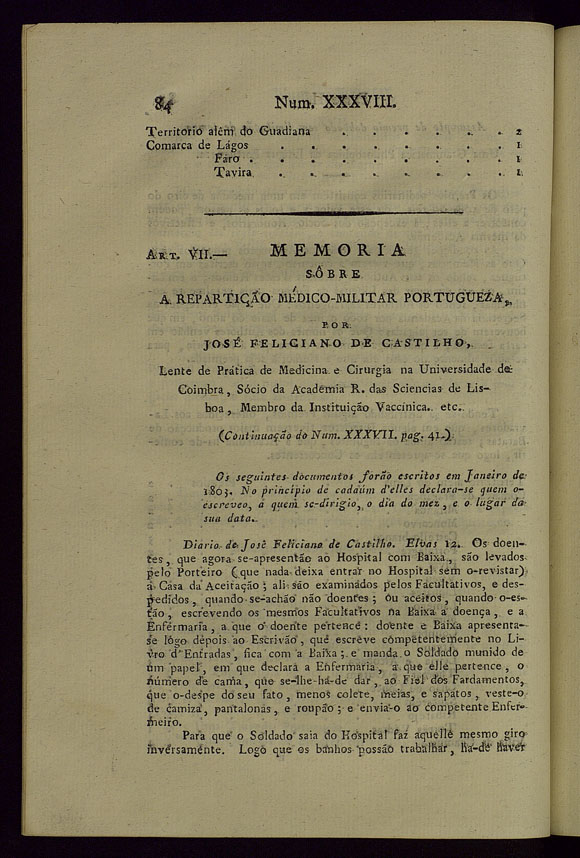 84 Num. XXXVIII.
Territorio alêm do Guadiana . . . . . . . 2
Comarca de Lágos . . . . . . . . 1
Faro . . . . . . . . . 1
Tavira . . . . . . . . . 1
ART. VII.— MEMORIA
SÔBRE
A REPARTIÇÃO MÉDICO-MILITAR PORTUGUEZA,
POR
JOSÉ FELICIANO DE CASTILHO,
Lente de Prática de Medicina e Cirurgia na Universidade de
Coimbra, Sócio da Academia R. das Sciencias de Lis-
boa, Membro da Instituição Vaccínica. etc.
(Continuação do Num. XXXVII. pag. 41.)
Os seguintes documentos forão escritos em Janeiro de
1803. No princípio de cadaúm d'elles declara-se quem o-
escreveo, a quem se-dirigio, o dia do mez, e o lugar da
sua data.
Diario de José Feliciano de Castilho. Elvas 12. Os doen-
tes, que agora se-apresentão ao Hospital com Baixa, são levados
pelo Porteiro (que nada deixa entrar no Hospital sem o-revistar)
à Casa da Aceitação; ali são examinádos pelos Facultativos, e des-
pedidos, quando se-achão não doentes; ou aceitos, quando o-es-
tão, escrevendo os mesmos Facultativos na Baixa a doença, e a
Enfermaria, a que o doente pertence: doente e Baixa apresenta-
se lógo depois ao Escrivão, que escreve competentemente no Li-
vro d'Entradas, fica com a Baixa; e manda o Soldado munido de
um papel, em que declara a Enfermaria, a que elle pertence, o
número de cama, que se-lhe-há-de dar, ao Fiel dos Fardamentos,
que o-despe do seu fato, menos colete, meias, e sapatos, veste-o
de camiza, pantalonas, e roupão; e envia-o ao competente Enfer-
meiro.
Para que o Soldado saia do Hospital faz aquelle mesmo giro
inversamente. Logo que os banhos possão trabalhar, há-de haver